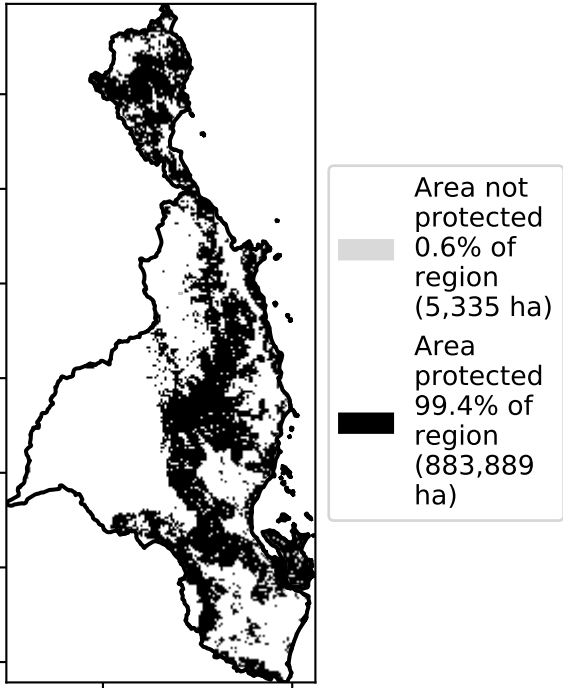 Area not
protected
0.6% of
region
(5,335 ha)
Area
protected
99.4% of
region
(883,889
ha)